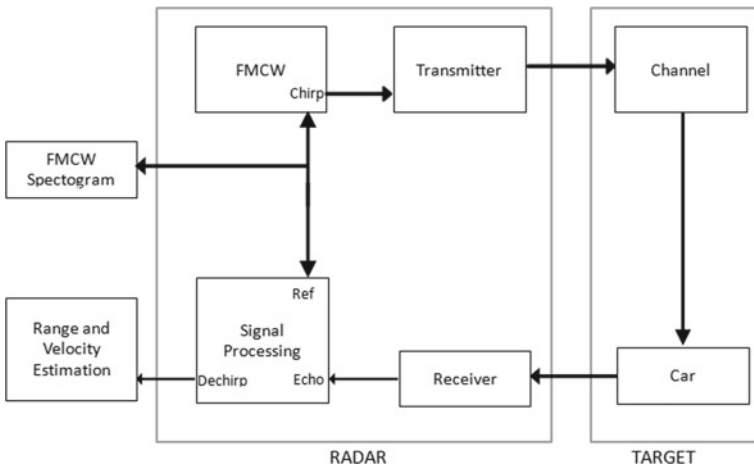 FMCW
Chirp
Transmitter
Channel
FMCW
Spectogram
Ref
Signal
Processing
Dechirp
Echo
Range and
Velocity
Estimation
Receiver
Car
RADAR
TARGET